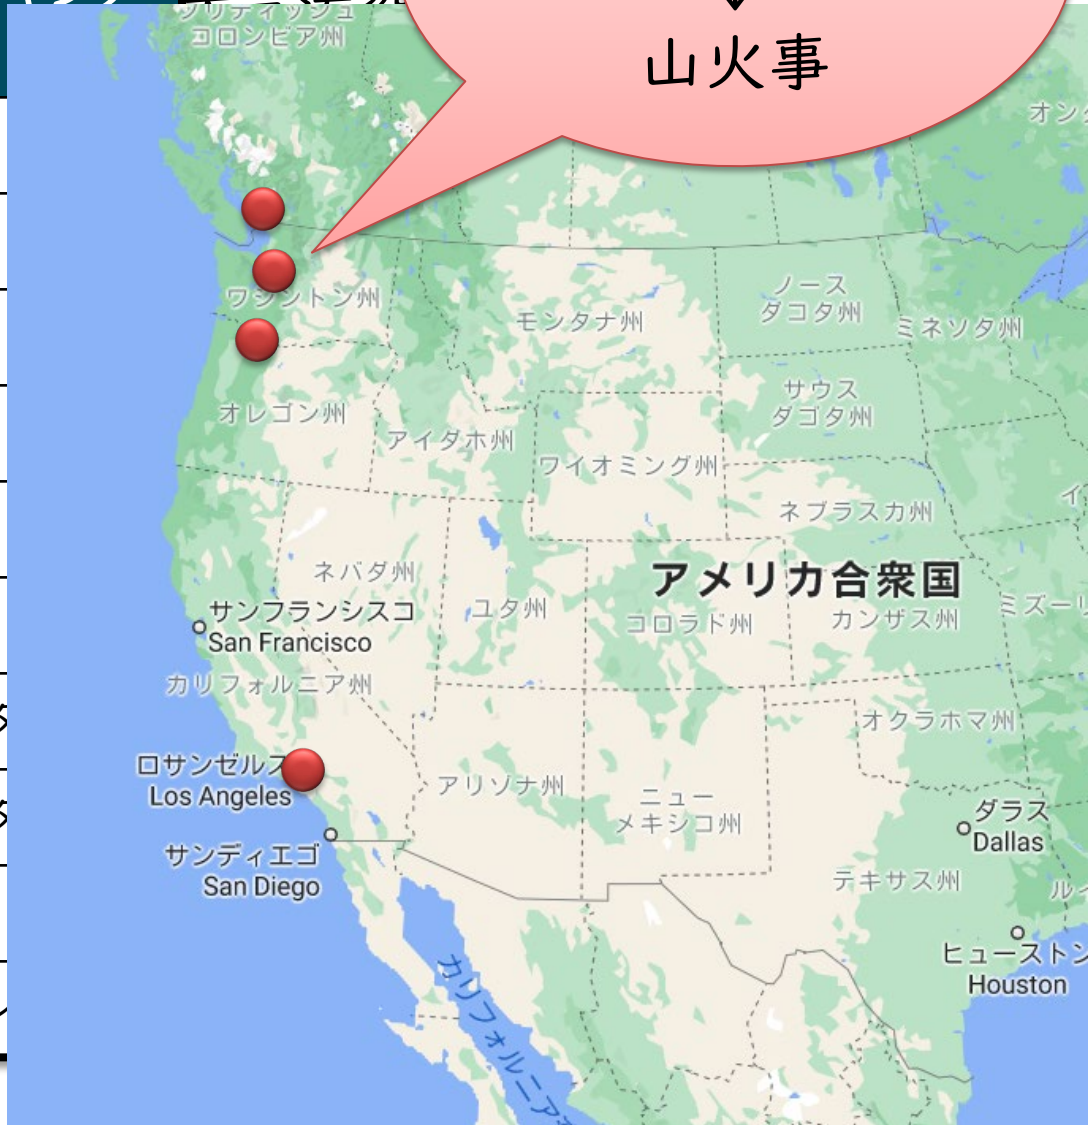 ブリティッシュ
コロンビア州
山火事
ワシントン州
モンタナ州
ノース
ダコタ州
ミネソタ州
サウス
ダコタ州
オレゴン州
アイダホ州
ワイオミング州
ネブラスカ州
アメリカ合衆国
ネバダ州
ユタ州
コロラド州
カンザス州
サンフランシスコ
San Francisco
カリフォルニア州
オクラホマ州
ロサンゼルス
Los Angeles
アリゾナ州
ニュー
メキシコ州
ダラス
Dallas
サンディエゴ
San Diego
テキサス州
ヒューストン
Houston
カリフォルニア